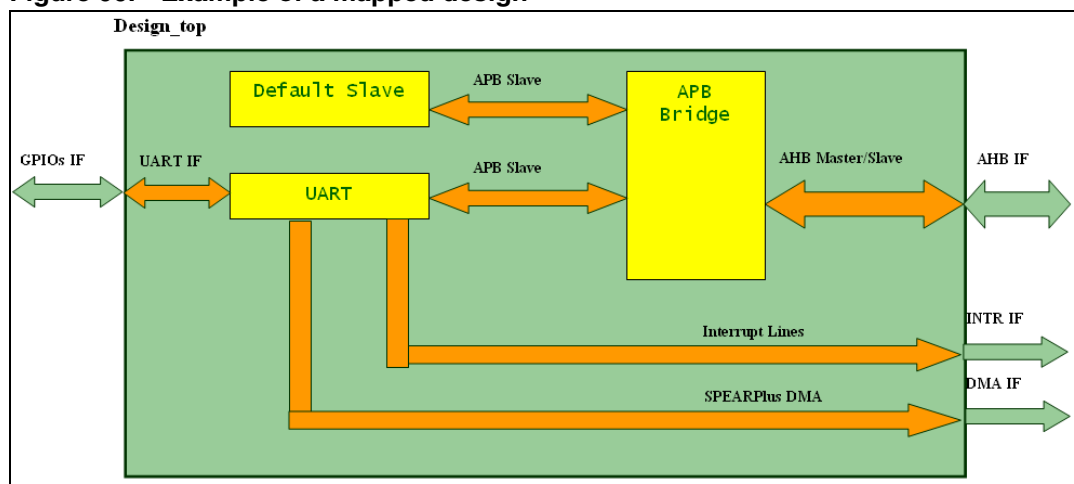 Figure Example of a mapped design
Design_top
Default Slave
APB Slave
APB
Bridge
GPIOs IF
UART IF
UART
APB Slave
AHB Master/Slave
AHB IF
Interrupt Lines
INTR IF
SPEARPlus DMA
DMA IF